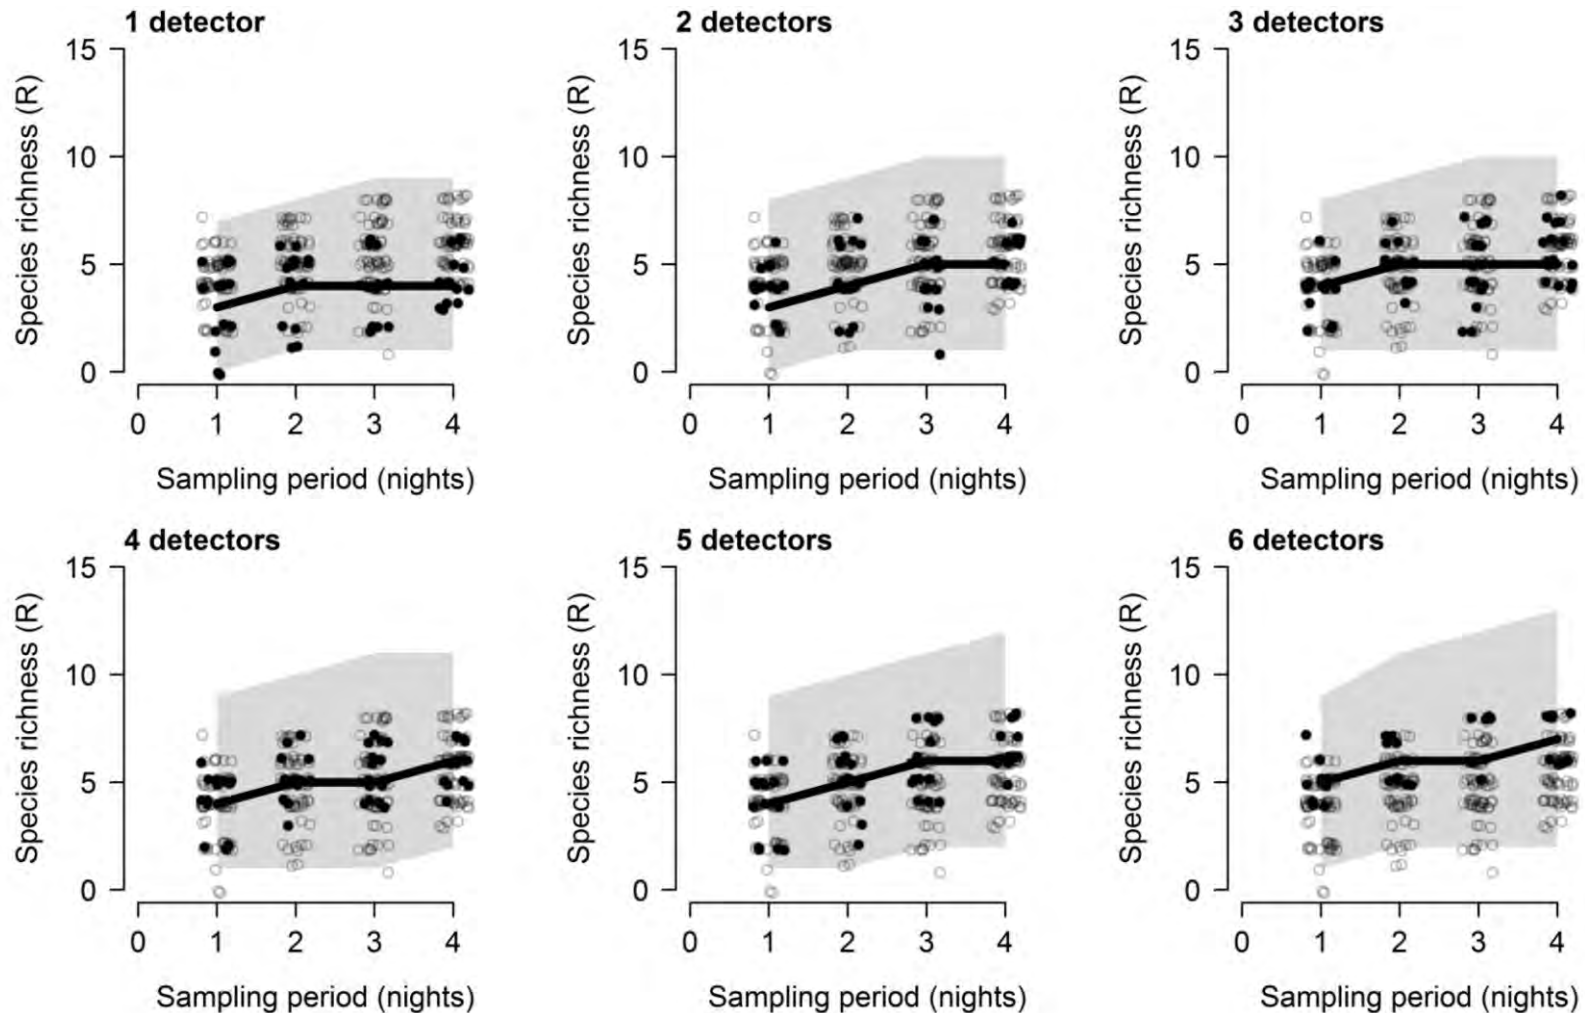 1 detector
2 detectors
3 detectors
15
10
5
0
Species richness (R)
0 1 2 3 4
Sampling period (nights)
15
10
5
0
Species richness (R)
0 1 2 3 4
Sampling period (nights)
15
10
5
0
Species richness (R)
0 1 2 3 4
Sampling period (nights)
4 detectors
5 detectors
6 detectors
15
10
5
0
Species richness (R)
0 1 2 3 4
Sampling period (nights)
15
10
5
0
Species richness (R)
0 1 2 3 4
Sampling period (nights)
15
10
5
0
Species richness (R)
0 1 2 3 4
Sampling period (nights)